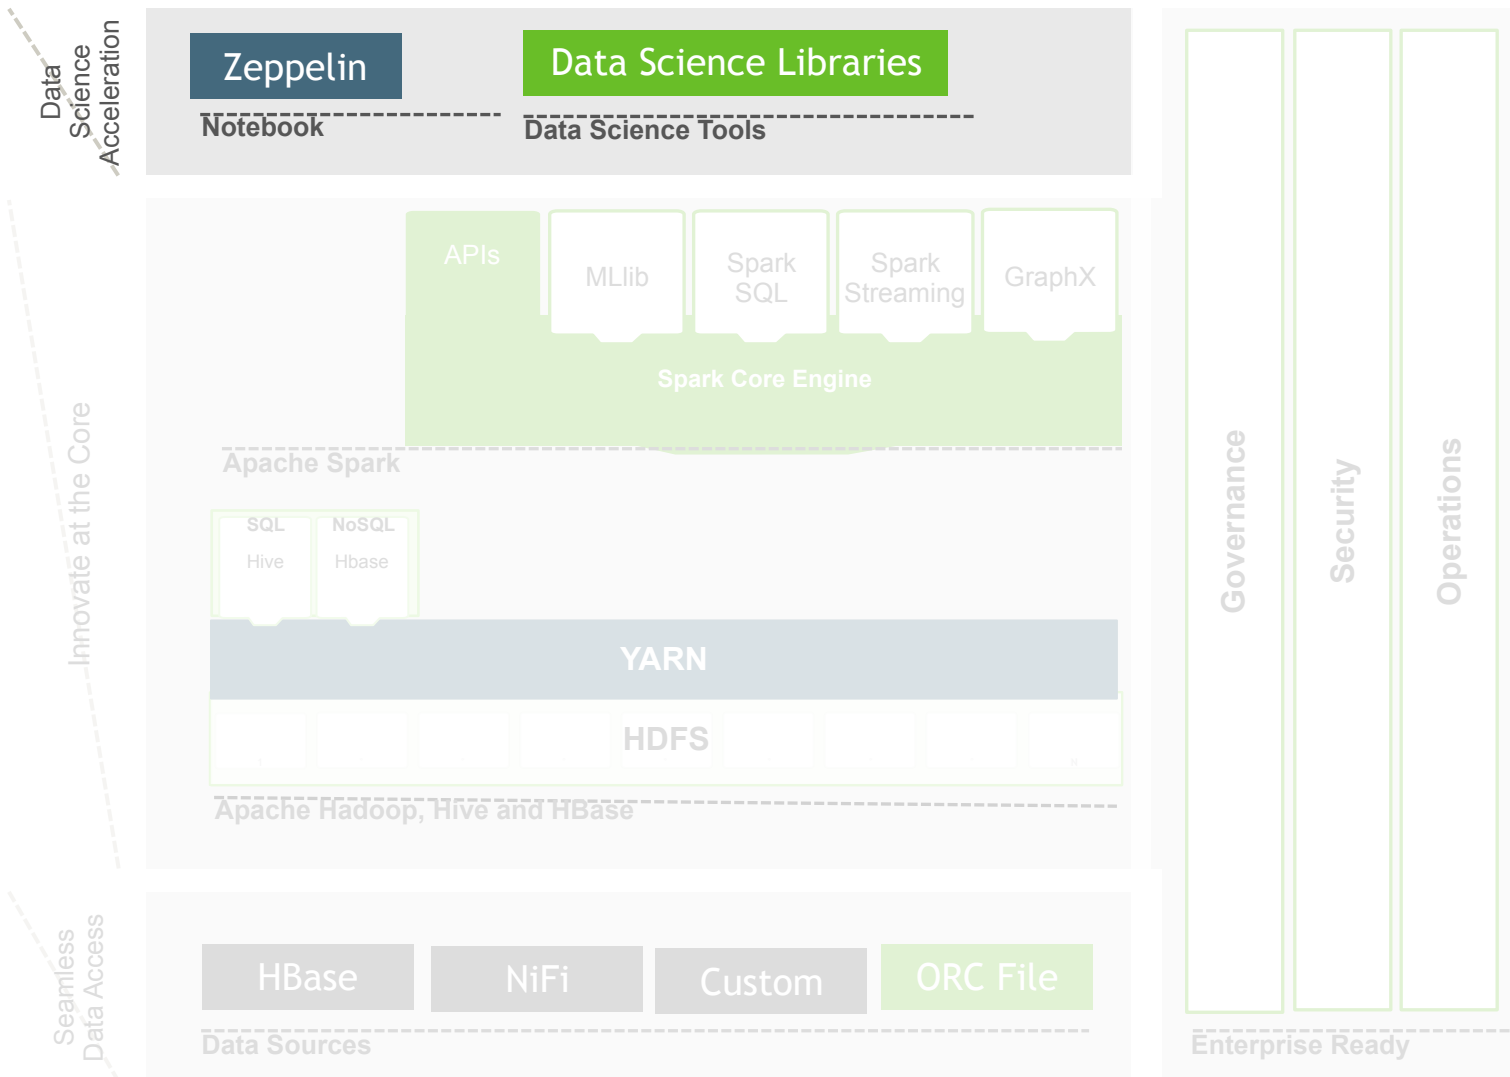 Data
Science
Acceleration
Zeppelin
Notebook
Data Science Libraries
Data Science Tools
Innovate at the Core
APIs
MLlib
Spark
SQL
Spark
Streaming
GraphX
Spark Core Engine
Apache Spark
SQL
Hive
NoSQL
Hbase
YARN
HDFS
Apache Hadoop, Hive and HBase
Seamless
Data Access
HBase
NiFi
Custom
ORC File
Data Sources
Governance
Security
Operations
Enterprise Ready